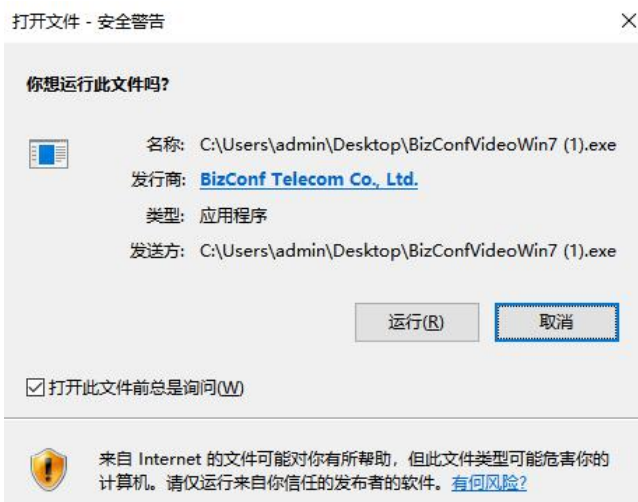 打开文件 - 安全警告
你想运行此文件吗?
名称: C:\Users\admin\Desktop\BizConfVideoWin7 (1).exe
发行商: BizConf Telecom Co., Ltd.
类型: 应用程序
发送方: C:\Users\admin\Desktop\BizConfVideoWin7 (1).exe
运行(R) 取消
打开此文件前总是询问(W)
来自 Internet 的文件可能对你有所帮助，但此文件类型可能危害你的
计算机。请仅运行来自你信任的发布者的软件。有何风险?